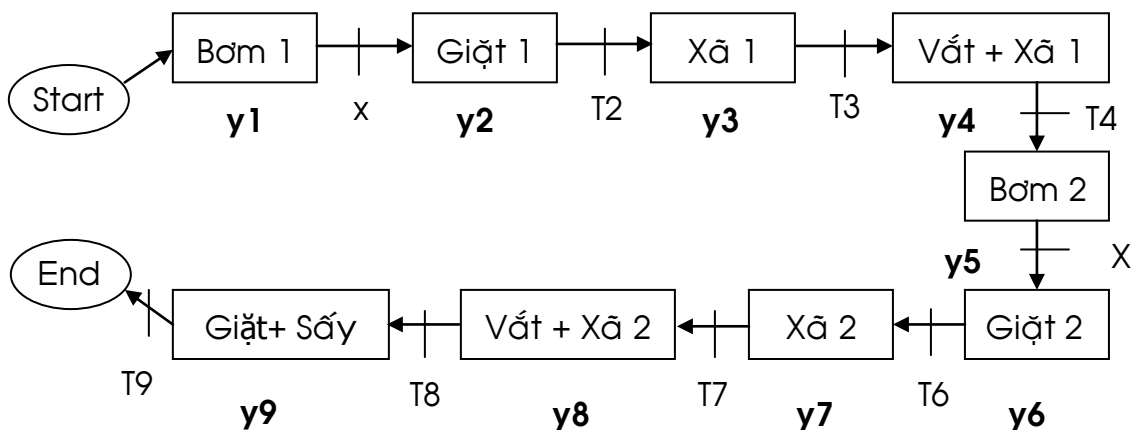 Start
Bơm 1
Giặt 1
Xã 1
Vắt + Xã 1
y1
x
y2
T2
y3
T3
y4
T4
Bơm 2
y5
X
End
Giặt+ Sấy
Vắt + Xã 2
Xã 2
Giặt 2
T9
y9
T8
y8
T7
y7
T6
y6